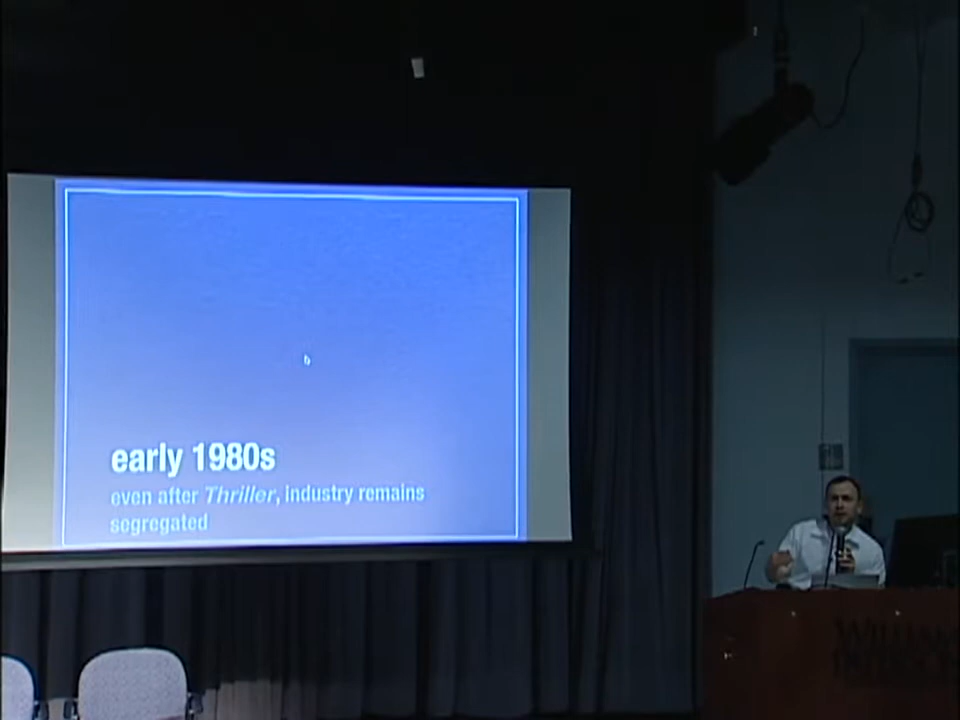 early 1980s
even after Thriller, industry remains
segregated